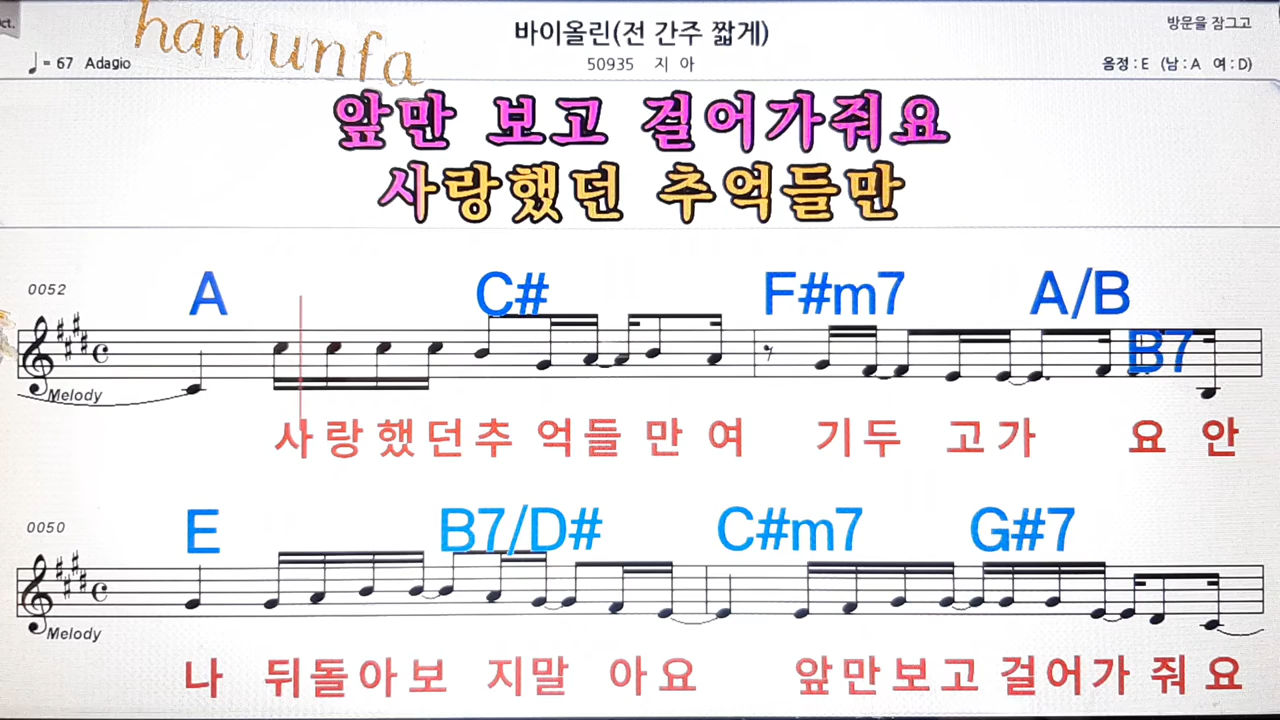 ct.
han unfa
바이올린(전 간주 짧게)
방문을 잠그고
♩= 67 Adagio
50935 지 아
음정 : E (남 : A 여 : D)
앞만 보고 걸어가줘요
사랑했던 추억들만
0052
A C# F#m7 A/B B7
Melody
사 랑 했 던 추 억 들 만 여 기 두 고 가 요 안
0050
E B7/D# C#m7 G#7
Melody
나 뒤 돌 아 보 지 말 아 요 앞 만 보 고 걸 어 가 줘 요